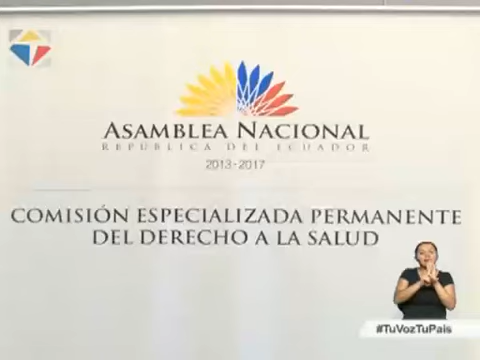 ASAMBLEA NACIONAL
REPÚBLICA DEL ECUADOR
2013-2017
COMISIÓN ESPECIALIZADA PERMANENTE
DEL DERECHO A LA SALUD
#TuVozTuPaís